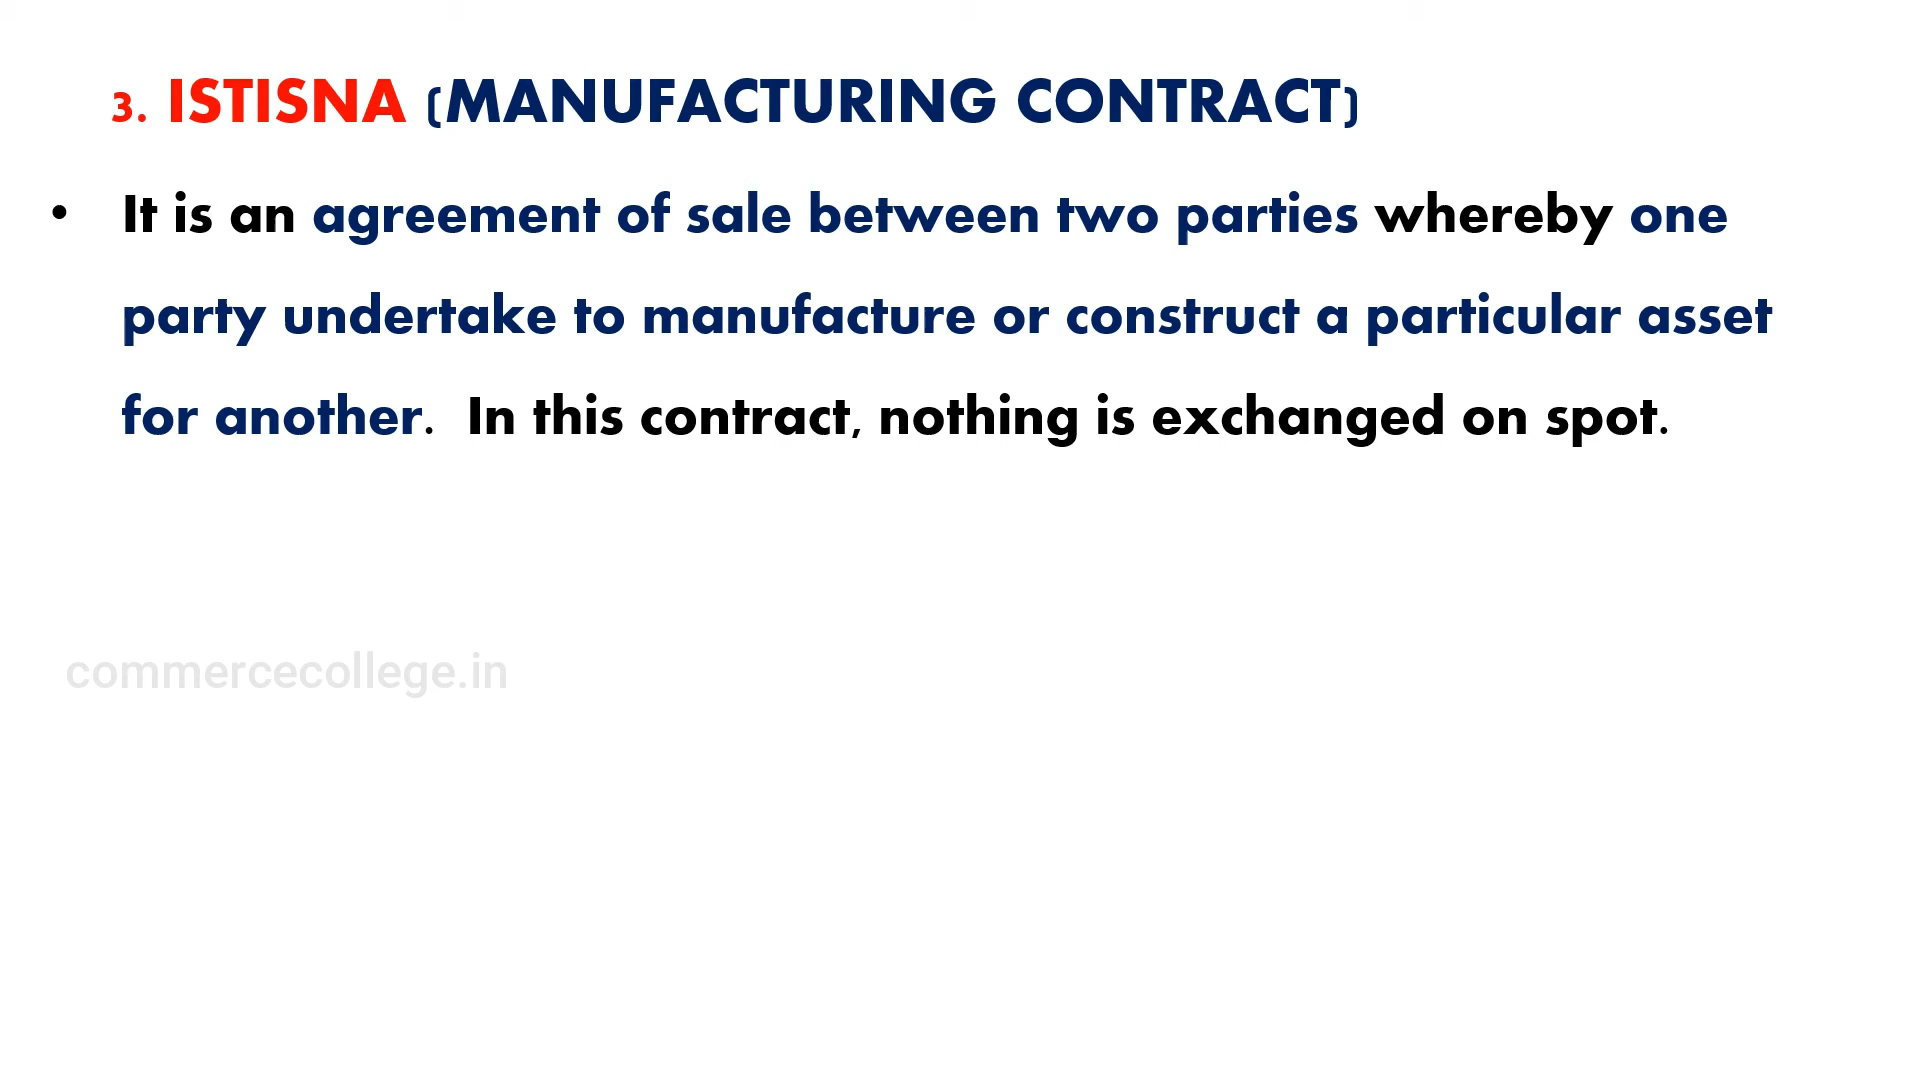 3. ISTISNA (MANUFACTURING CONTRACT)
• It is an agreement of sale between two parties whereby one
party undertake to manufacture or construct a particular asset
for another. In this contract, nothing is exchanged on spot.
commercecollege.in